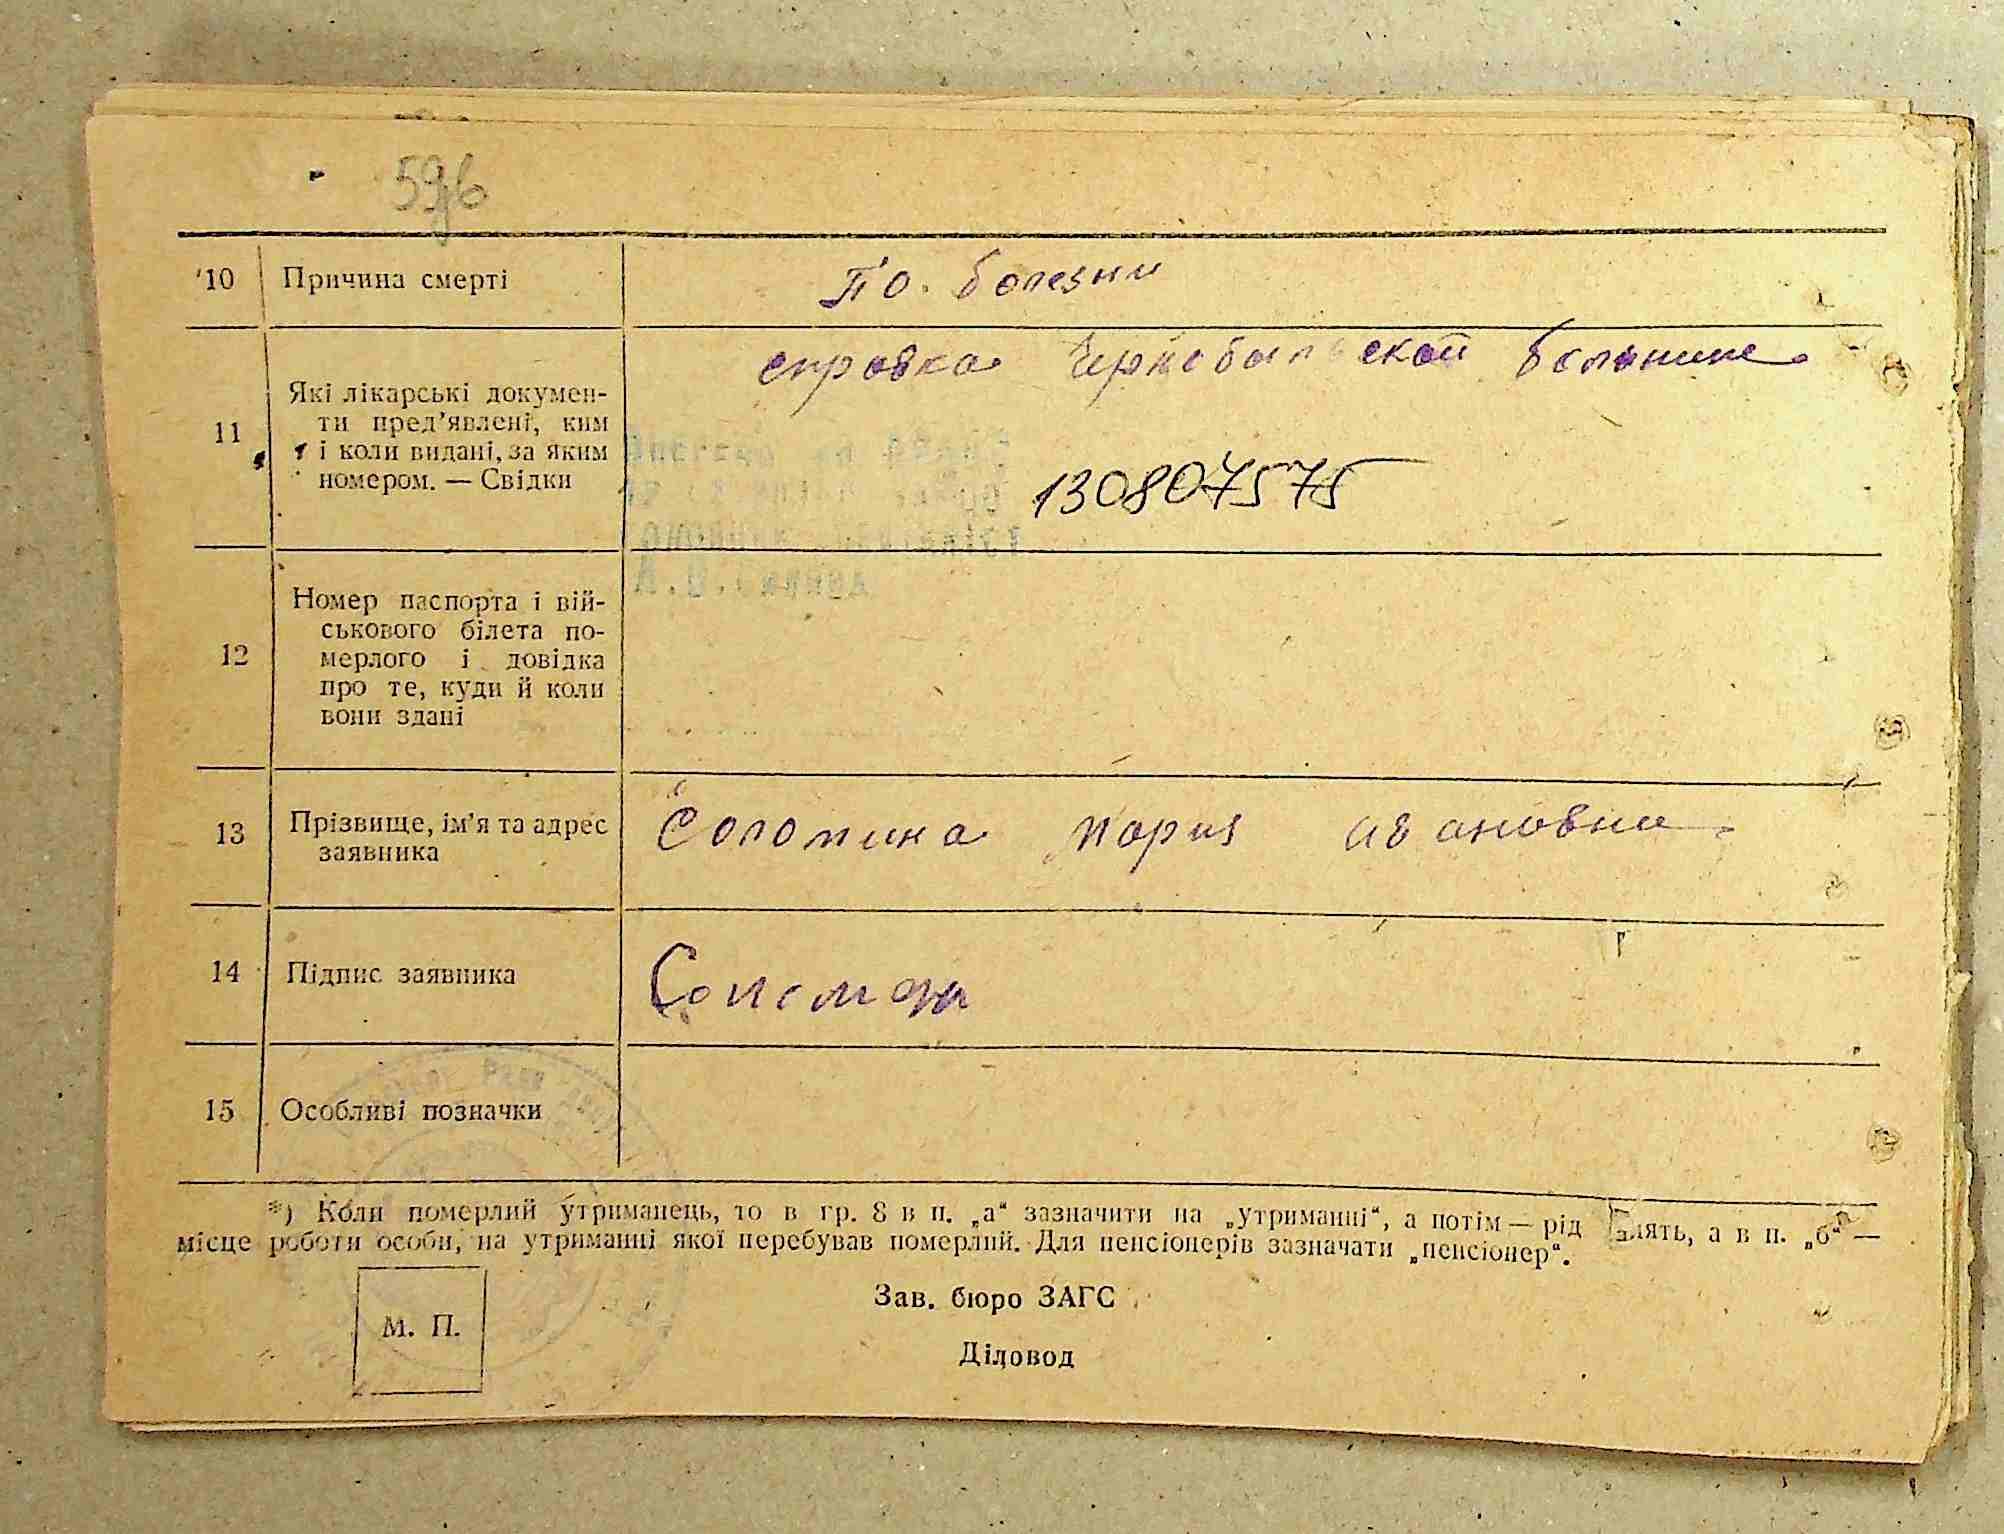 10 Причина смерті
По болезни
справка Чернобыльской больницы
11 Які лікарські докумен-
ти пред'явлені, ким
і коли видані, за яким
номером. — Свідки
130807575
12 Номер паспорта і вій-
ськового білета по-
мерлого і довідка
про те, куди й коли
вони здані
13 Прізвище, ім'я та адрес
заявника
Соломина Мария Ивановна
14 Підпис заявника
15 Особливі позначки
*) Коли померлий утриманець, то в гр. 8 в п. „а“ зазначити на „утриманні“, а потім — рід а в п. „б“ —
місце роботи особи, на утриманні якої перебував померлий. Для пенсіонерів зазначати „пенсіонер“.
М. П.
Зав. бюро ЗАГС
Діловод